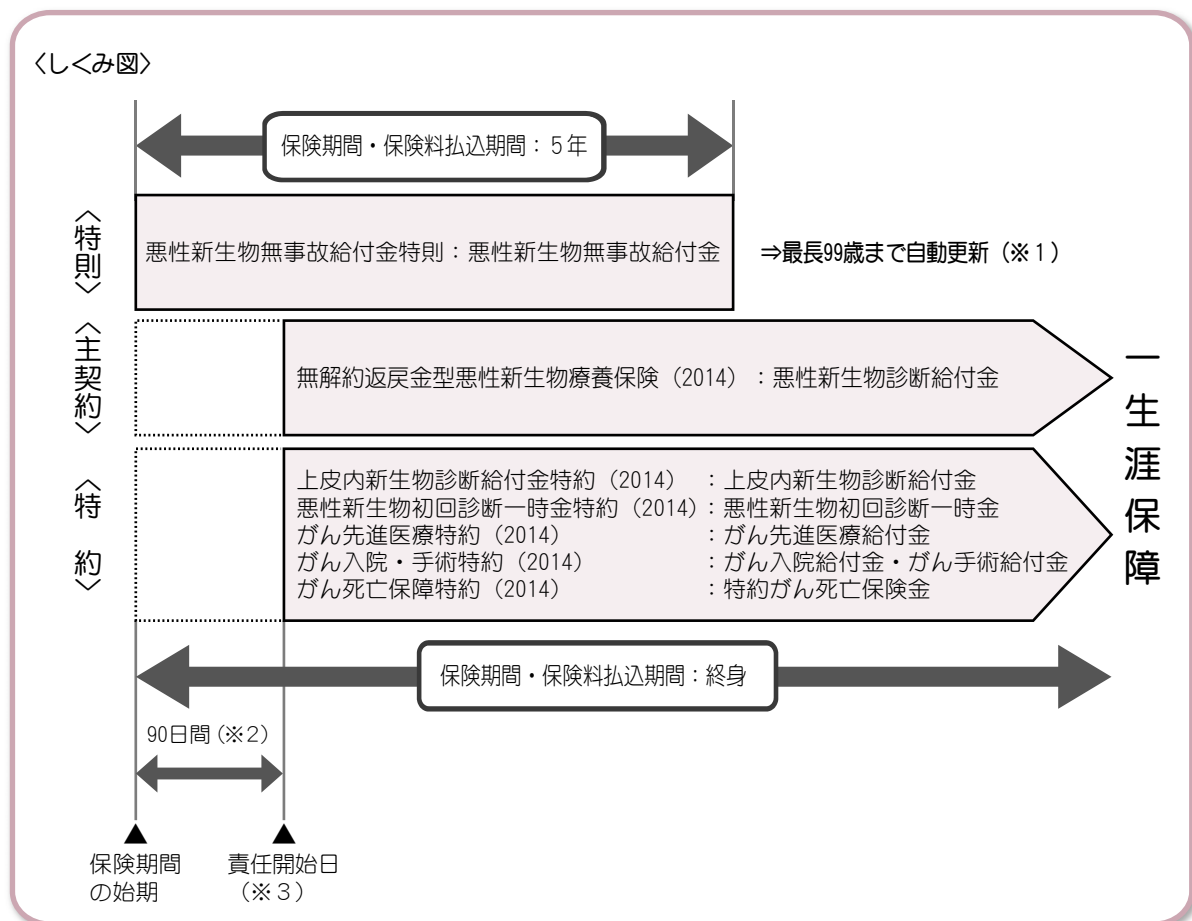 〈しくみ図〉
保険期間・保険料払込期間：５年
〈特則〉
悪性新生物無事故給付金特則：悪性新生物無事故給付金
⇒最長99歳まで自動更新（※１）
〈主契約〉
無解約返戻金型悪性新生物療養保険（2014）：悪性新生物診断給付金
〈特　約〉
上皮内新生物診断給付金特約（2014）：上皮内新生物診断給付金
悪性新生物初回診断一時金特約（2014）：悪性新生物初回診断一時金
がん先進医療特約（2014）：がん先進医療給付金
がん入院・手術特約（2014）：がん入院給付金・がん手術給付金
がん死亡保障特約（2014）：特約がん死亡保険金
一生涯保障
保険期間・保険料払込期間：終身
90日間（※２）
保険期間
の始期
責任開始日
（※３）